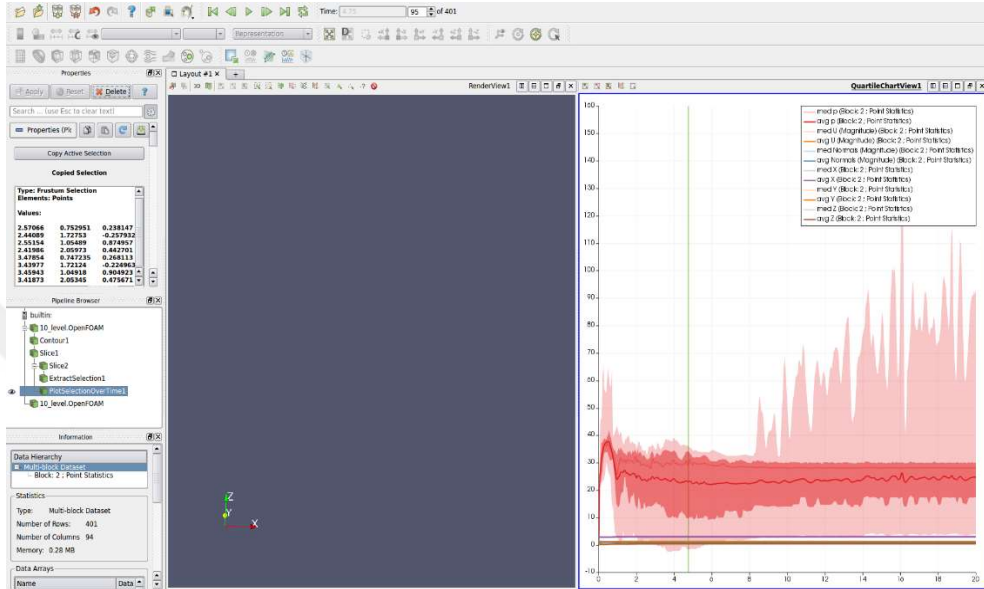 Time: 4.75 95 of 401
Representation
Properties
Layout #1
Apply Reset Delete ?
RenderView1
QuartileChartView1
Search ... (use Esc to clear text)
Properties (Pl
Copy Active Selection
Copied Selection
Type: Frustum Selection
Elements: Points
Values:
2.57066 0.752951 0.238147
2.44089 1.72753 -0.257932
2.55154 1.05489 0.874957
2.41986 2.05973 0.442701
3.47854 0.747235 0.268113
3.43977 1.72124 -0.224963
3.45943 1.04918 0.904923
3.41873 2.05345 0.475671
Pipeline Browser
builtin:
10_level.OpenFOAM
Contour1
Slice1
Slice2
ExtractSelection1
PlotSelectionOverTime1
10_level.OpenFOAM
Information
Data Hierarchy
Multi-block Dataset
Block: 2 : Point Statistics
Statistics
Type: Multi-block Dataset
Number of Rows: 401
Number of Columns 94
Memory: 0.28 MB
Data Arrays
Name Data
Z
Y
X
med p (Block: 2 ; Point Statistics)
avg p (Block: 2 ; Point Statistics)
med U (Magnitude) (Block: 2 ; Point Statistics)
avg U (Magnitude) (Block: 2 ; Point Statistics)
med Normals (Magnitude) (Block: 2 ; Point Statistics)
avg Normals (Magnitude) (Block: 2 ; Point Statistics)
med X (Block: 2 ; Point Statistics)
avg X (Block: 2 ; Point Statistics)
med Y (Block: 2 ; Point Statistics)
avg Y (Block: 2 ; Point Statistics)
med Z (Block: 2 ; Point Statistics)
avg Z (Block: 2 ; Point Statistics)
160
150
140
130
120
110
100
90
80
70
60
50
40
30
20
10
0
-10
0 2 4 6 8 10 12 14 16 18 20